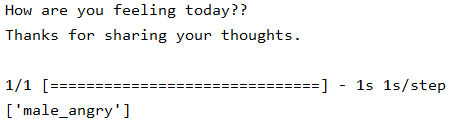 How are you feeling today??
Thanks for sharing your thoughts.
1/1 [==============================] - 1s 1s/step
['male_angry']